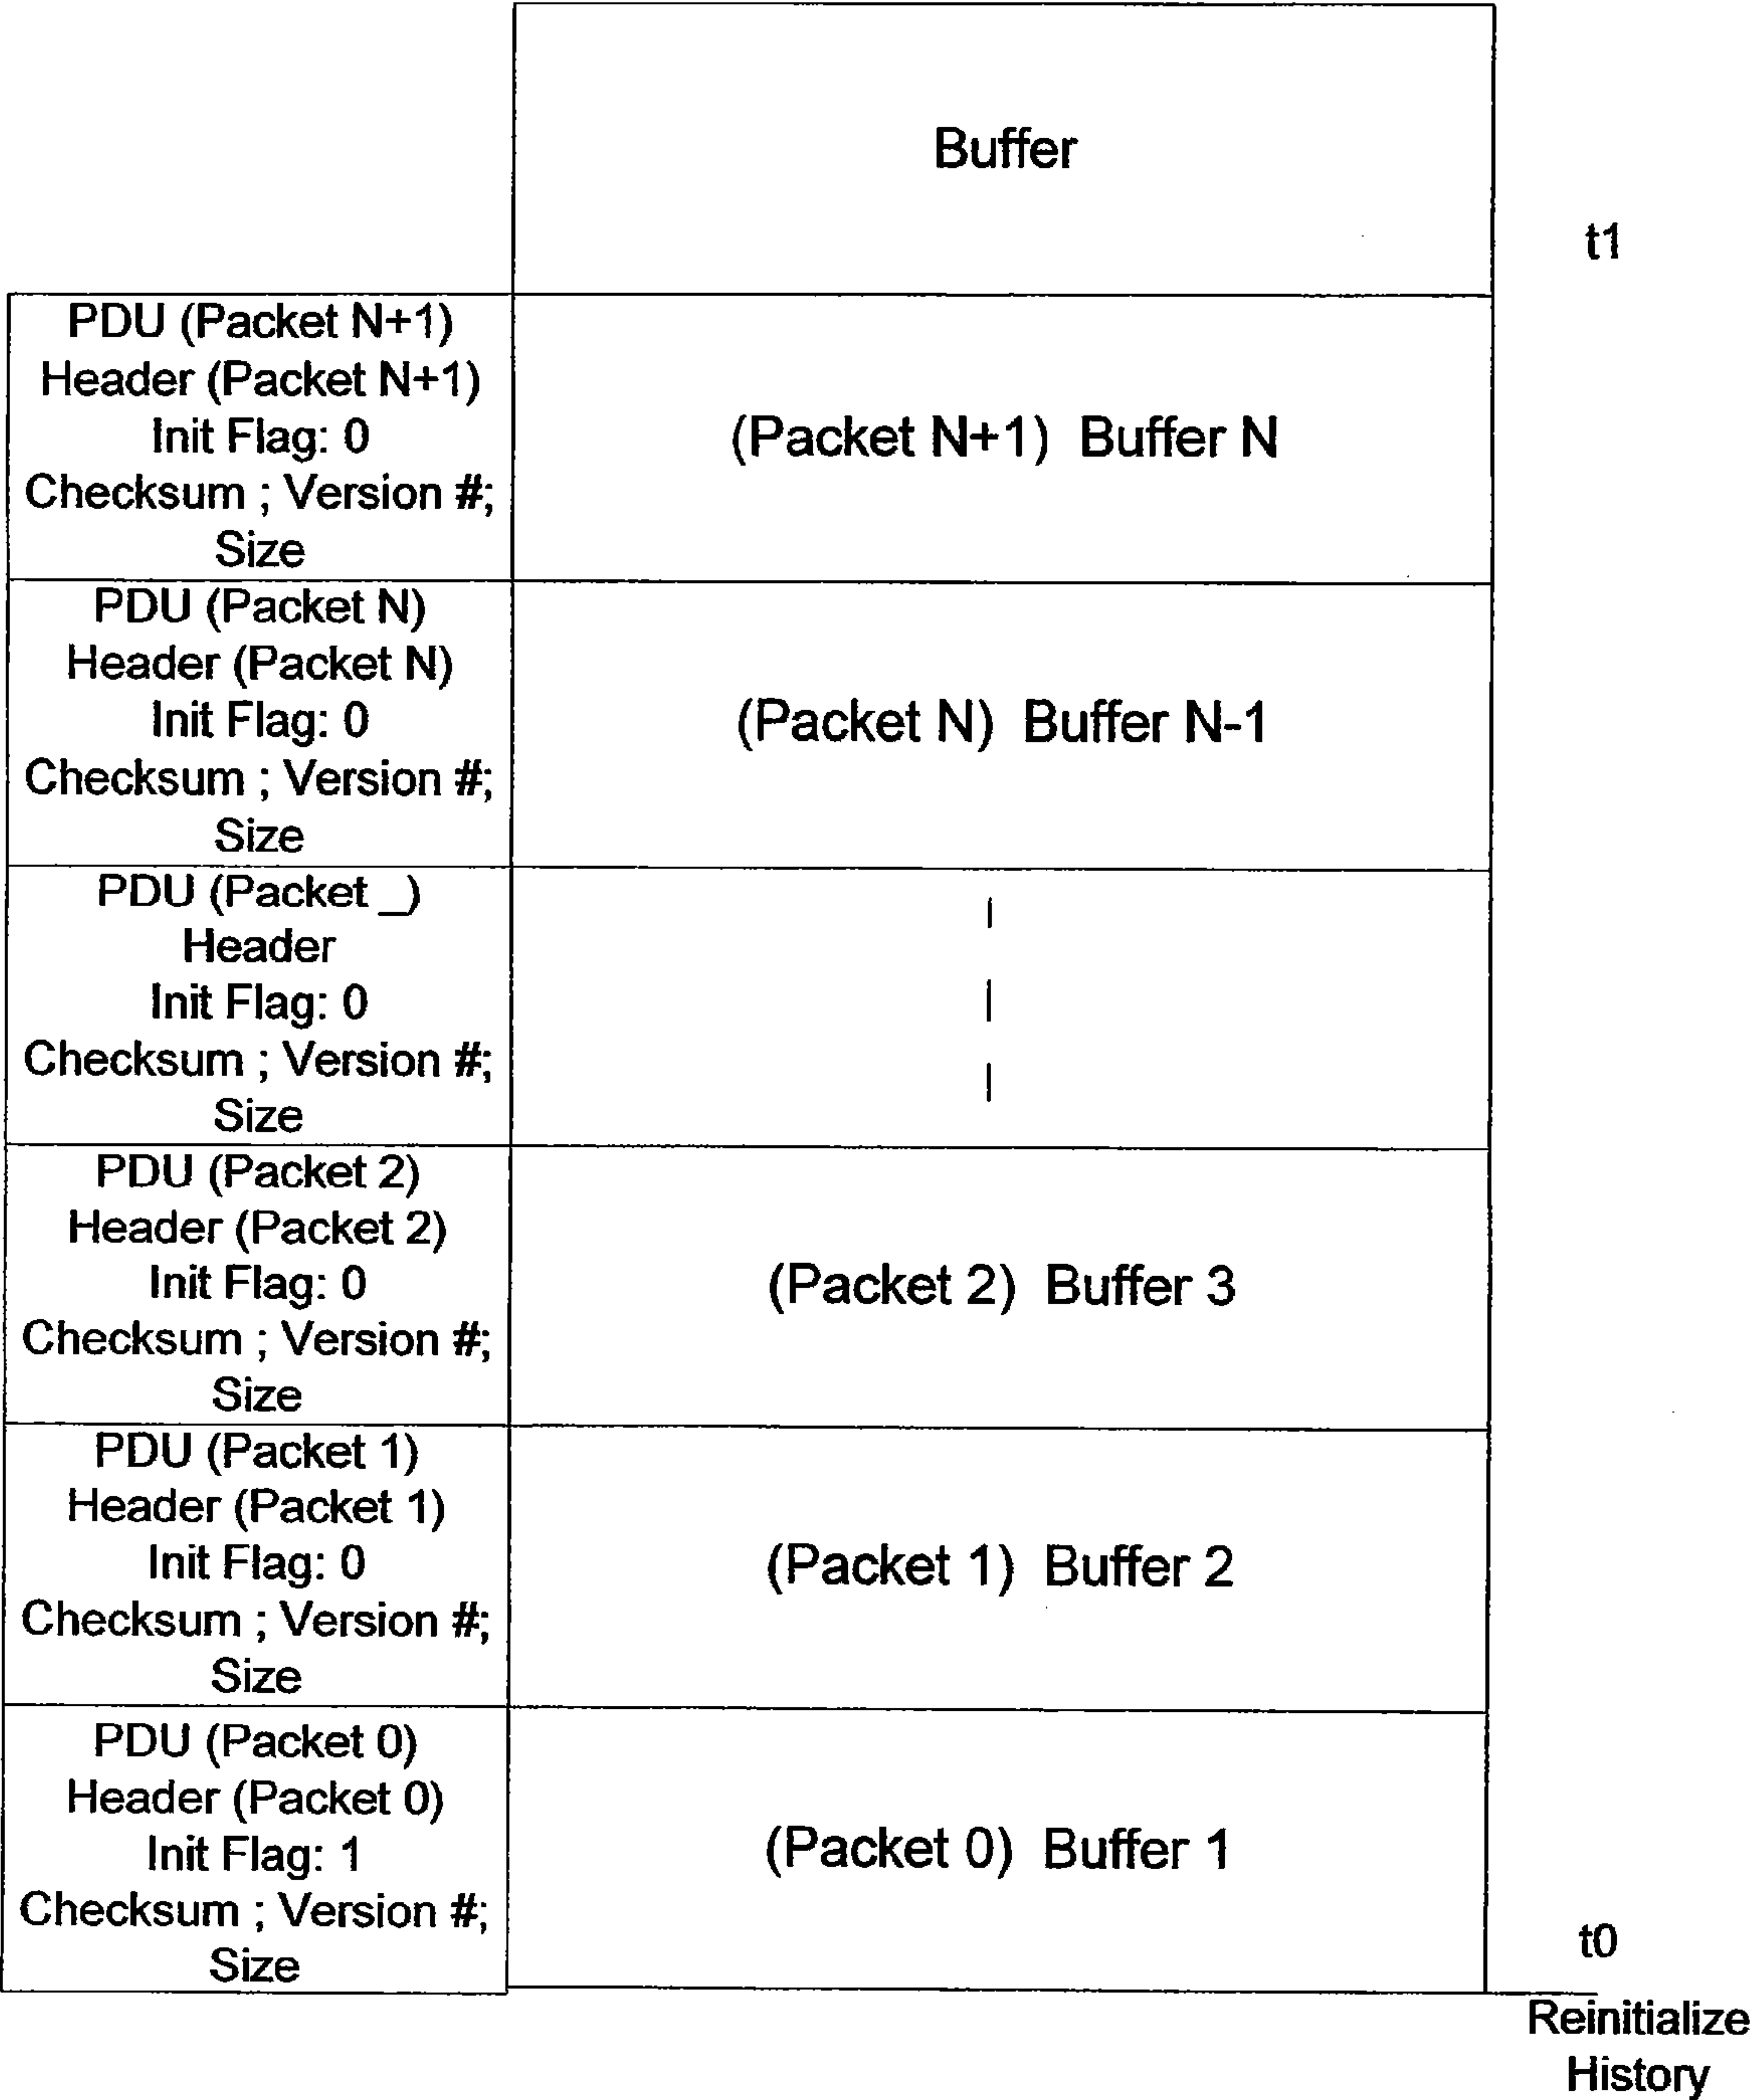 Buffer
t1
PDU (Packet N+1)
Header (Packet N+1)
Init Flag: 0
Checksum ; Version #;
Size
(Packet N+1) Buffer N
PDU (Packet N)
Header (Packet N)
Init Flag: 0
Checksum ; Version #;
Size
(Packet N) Buffer N-1
PDU (Packet _)
Header
Init Flag: 0
Checksum ; Version #;
Size
PDU (Packet 2)
Header (Packet 2)
Init Flag: 0
Checksum ; Version #;
Size
(Packet 2) Buffer 3
PDU (Packet 1)
Header (Packet 1)
Init Flag: 0
Checksum ; Version #;
Size
(Packet 1) Buffer 2
PDU (Packet 0)
Header (Packet 0)
Init Flag: 1
Checksum ; Version #;
Size
(Packet 0) Buffer 1
t0
Reinitialize
History